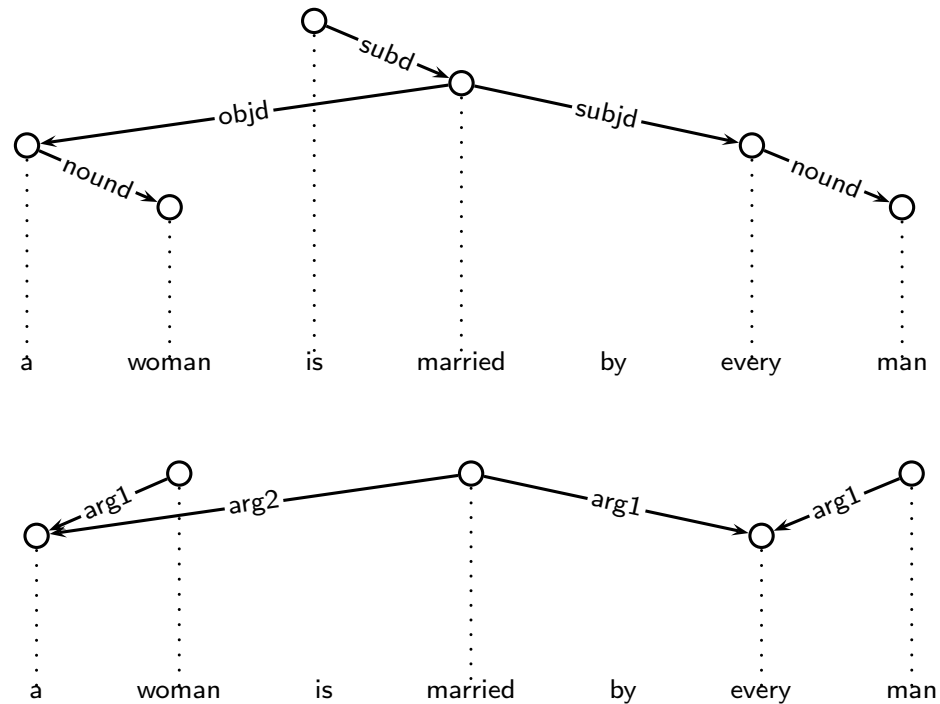 subd
objd subjd
nound nound
a woman is married by every man
arg1 arg2 arg1 arg1
a woman is married by every man